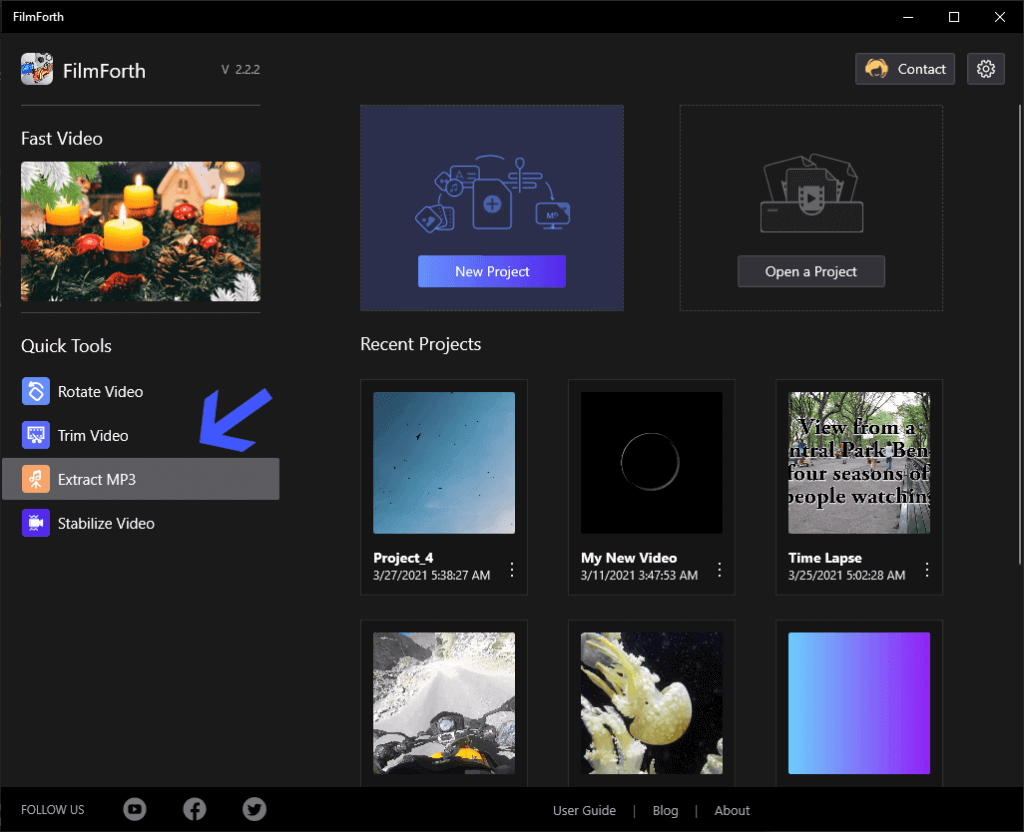 FilmForth
FilmForth
V 2.2.2
Contact
Fast Video
New Project
Open a Project
Quick Tools
Rotate Video
Trim Video
Extract MP3
Stabilize Video
Recent Projects
Project_4
3/27/2021 5:38:27 AM
My New Video
3/11/2021 3:47:53 AM
View from a
ntral Park Ben
four seasons of
people watchin
Time Lapse
3/25/2021 5:02:28 AM
FOLLOW US
User Guide | Blog | About